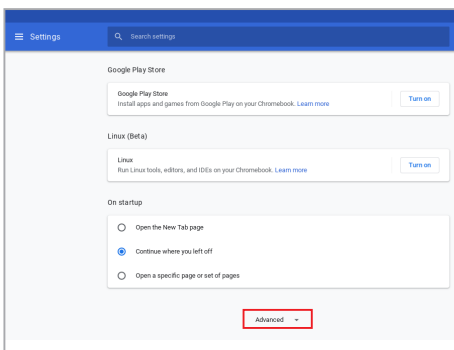 Settings
Search settings
Google Play Store
Google Play Store
Install apps and games from Google Play on your Chromebook. Learn more
Turn on
Linux (Beta)
Linux
Run Linux tools, editors, and IDEs on your Chromebook. Learn more
Turn on
On startup
Open the New Tab page
Continue where you left off
Open a specific page or set of pages
Advanced